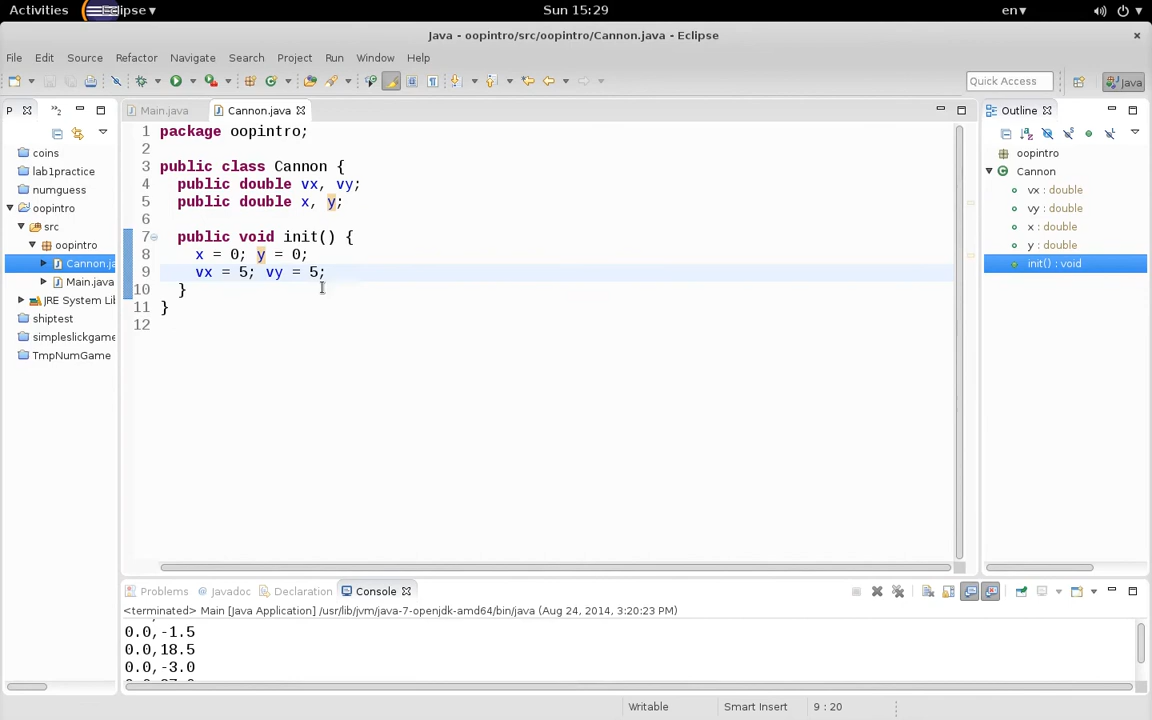 Activities Eclipse Sun 15:29 en
Java - oopintro/src/oopintro/Cannon.java - Eclipse
File Edit Source Refactor Navigate Search Project Run Window Help
Quick Access Java
P Main.java Cannon.java Outline
coins
lab1practice
numguess
oopintro
src
oopintro
Cannon.ja
Main.java
JRE System Lib
shiptest
simpleslickgame
TmpNumGame
1 package oopintro;
2
3 public class Cannon {
4 public double vx, vy;
5 public double x, y;
6
7 public void init() {
8 x = 0; y = 0;
9 vx = 5; vy = 5;
10 }
11 }
12
oopintro
Cannon
vx : double
vy : double
x : double
y : double
init() : void
Problems Javadoc Declaration Console
<terminated> Main [Java Application] /usr/lib/jvm/java-7-openjdk-amd64/bin/java (Aug 24, 2014, 3:20:23 PM)
0.0,-1.5
0.0,18.5
0.0,-3.0
Writable Smart Insert 9 : 20